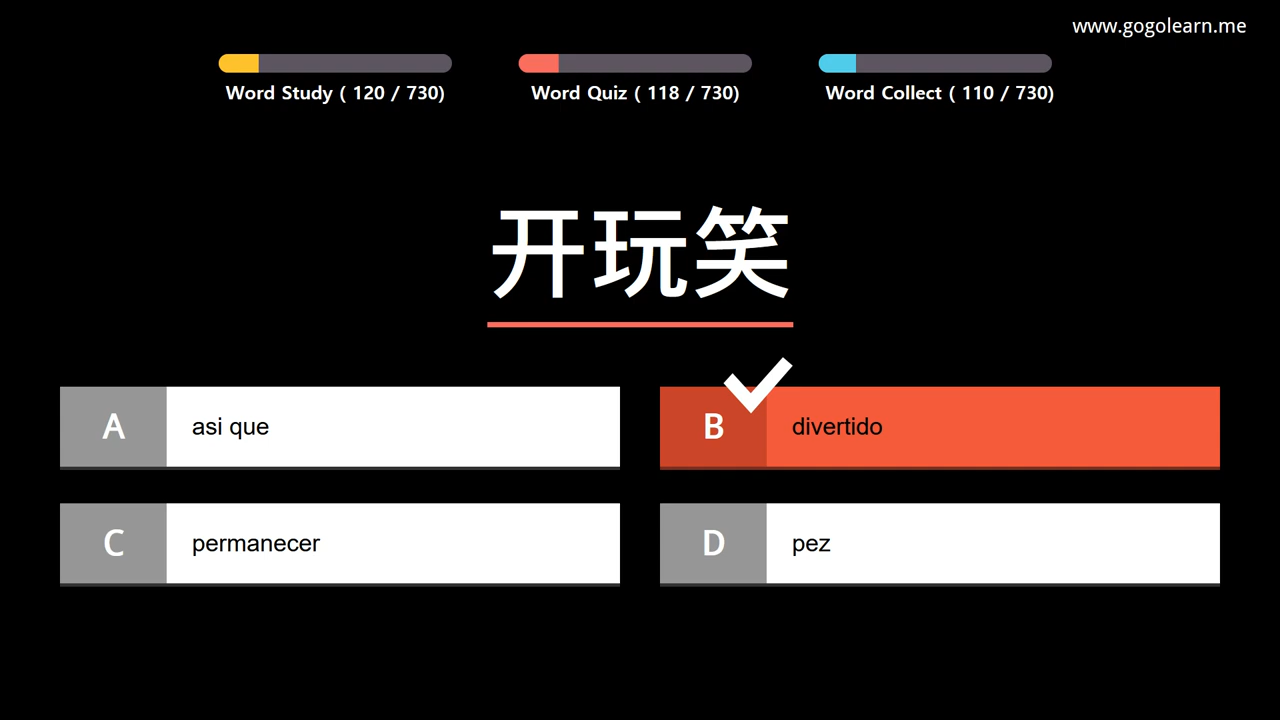 www.gogolearn.me
Word Study ( 120 / 730)
Word Quiz ( 118 / 730)
Word Collect ( 110 / 730)
开玩笑
A
asi que
B
divertido
C
permanecer
D
pez